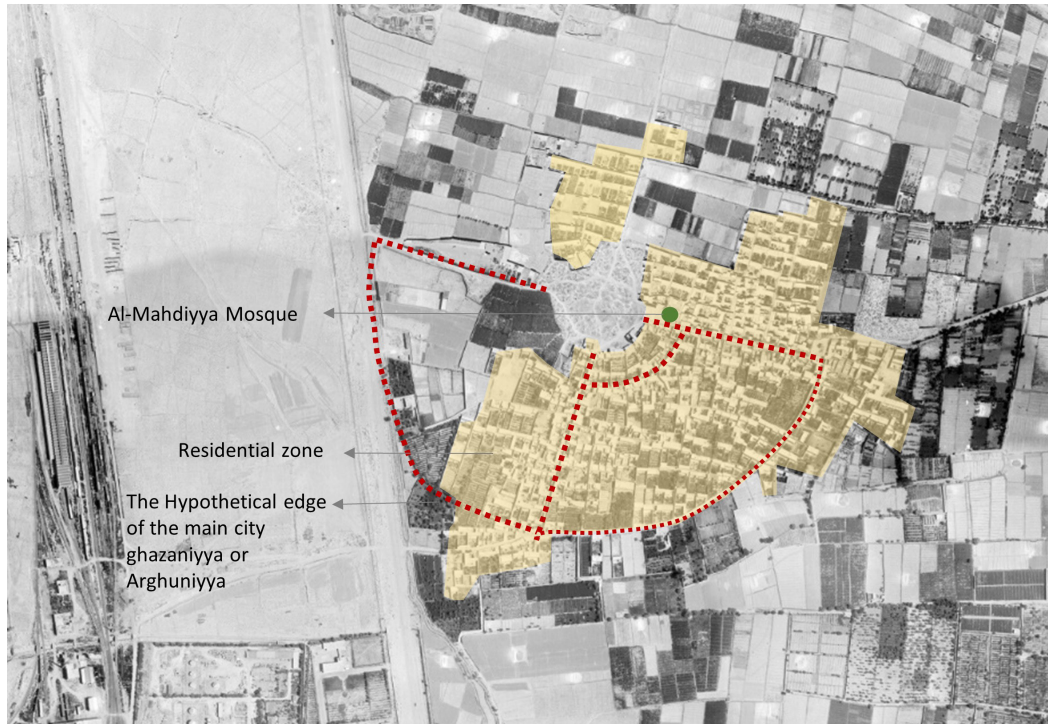 Al-Mahdiyya Mosque
Residential zone
The Hypothetical edge
of the main city
ghazaniyya or
Arghuniyya